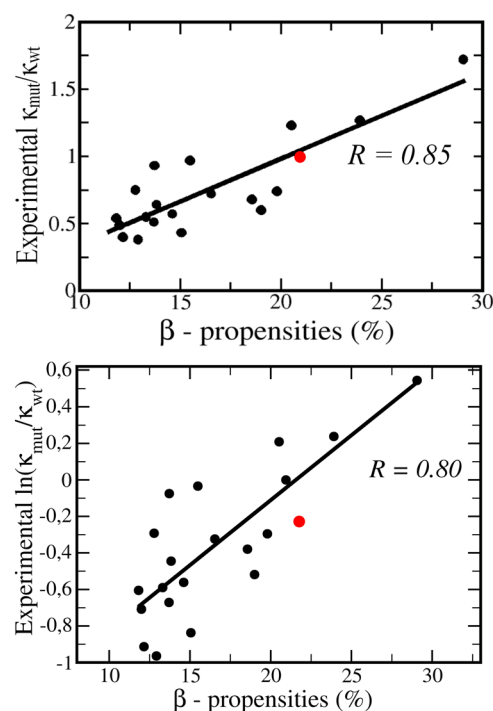 Experimental κmut/κwt
2
1.5
1
0.5
0
R = 0.85
10 15 20 25 30
β - propensities (%)
Experimental ln(κmut/κwt)
0,6
0,4
0,2
0
-0,2
-0,4
-0,6
-0,8
-1
R = 0.80
10 15 20 25 30
β - propensities (%)